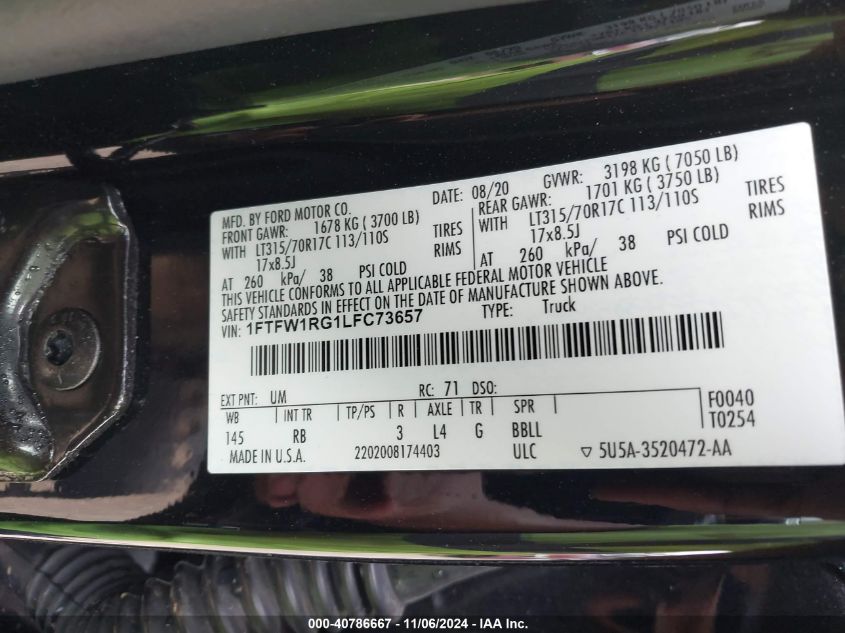 MFD. BY FORD MOTOR CO.
DATE: 08/20 GVWR: 3198 KG ( 7050 LB)
FRONT GAWR: 1678 KG ( 3700 LB) REAR GAWR: 1701 KG ( 3750 LB)
WITH LT315/70R17C 113/110S TIRES WITH LT315/70R17C 113/110S TIRES
17x8.5J RIMS 17x8.5J RIMS
AT 260 kPa/ 38 PSI COLD AT 260 kPa/ 38 PSI COLD
THIS VEHICLE CONFORMS TO ALL APPLICABLE FEDERAL MOTOR VEHICLE
SAFETY STANDARDS IN EFFECT ON THE DATE OF MANUFACTURE SHOWN ABOVE.
VIN: 1FTFW1RG1LFC73657 TYPE: Truck
EXT PNT: UM RC: 71 DSO:
WB INT TR TP/PS R AXLE TR SPR F0040
145 RB 3 L4 G BBLL T0254
MADE IN U.S.A. 2202008174403 ULC ▽ 5U5A-3520472-AA
000-40786667 - 11/06/2024 - IAA Inc.